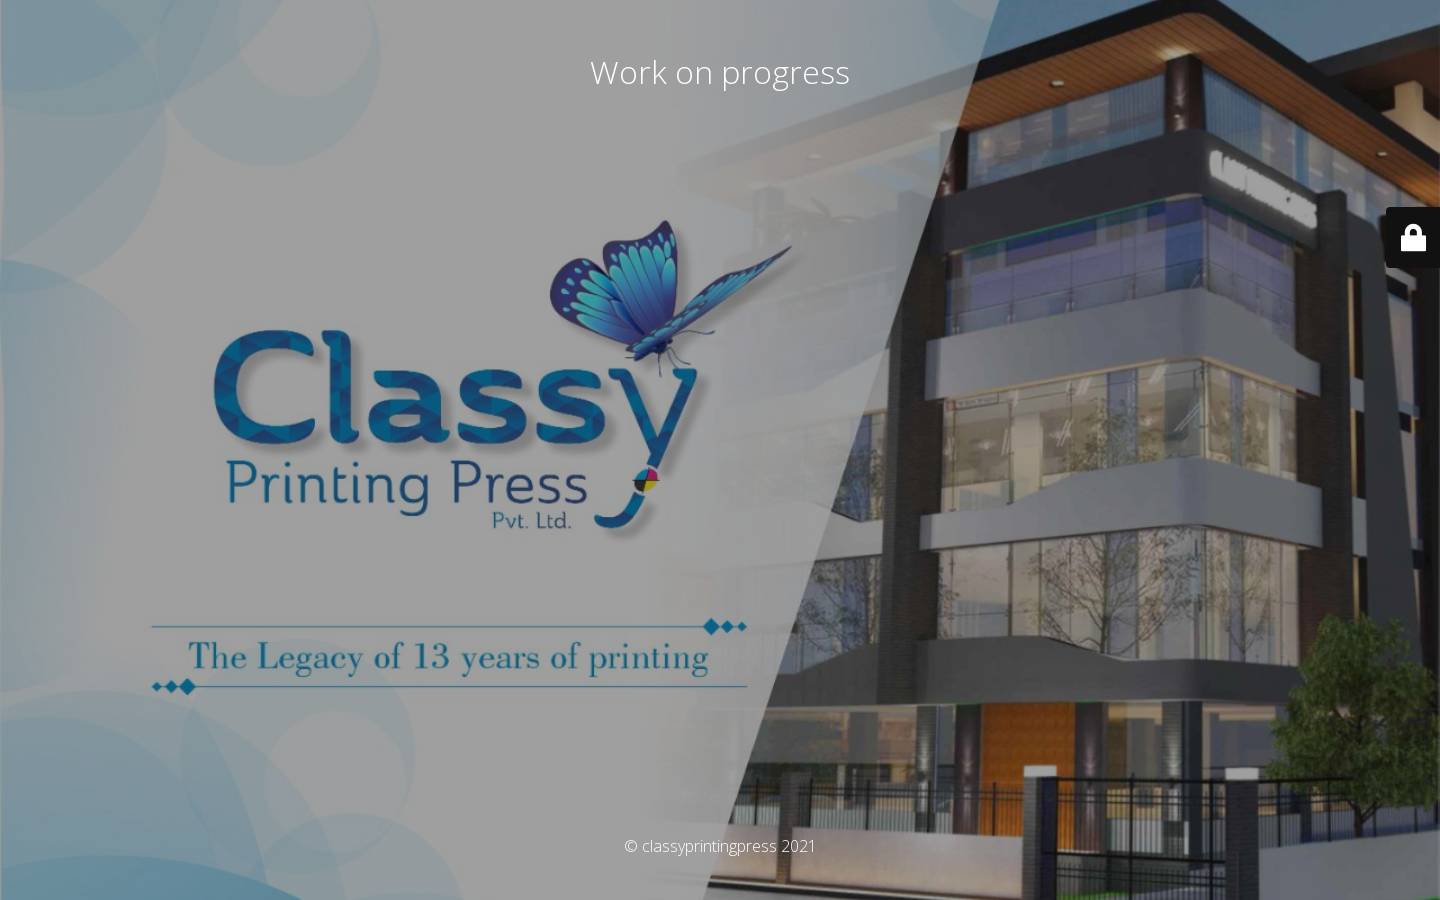 Work on progress
Classy
Printing Press
Pvt. Ltd.
The Legacy of 13 years of printing
© classyprintingpress 2021